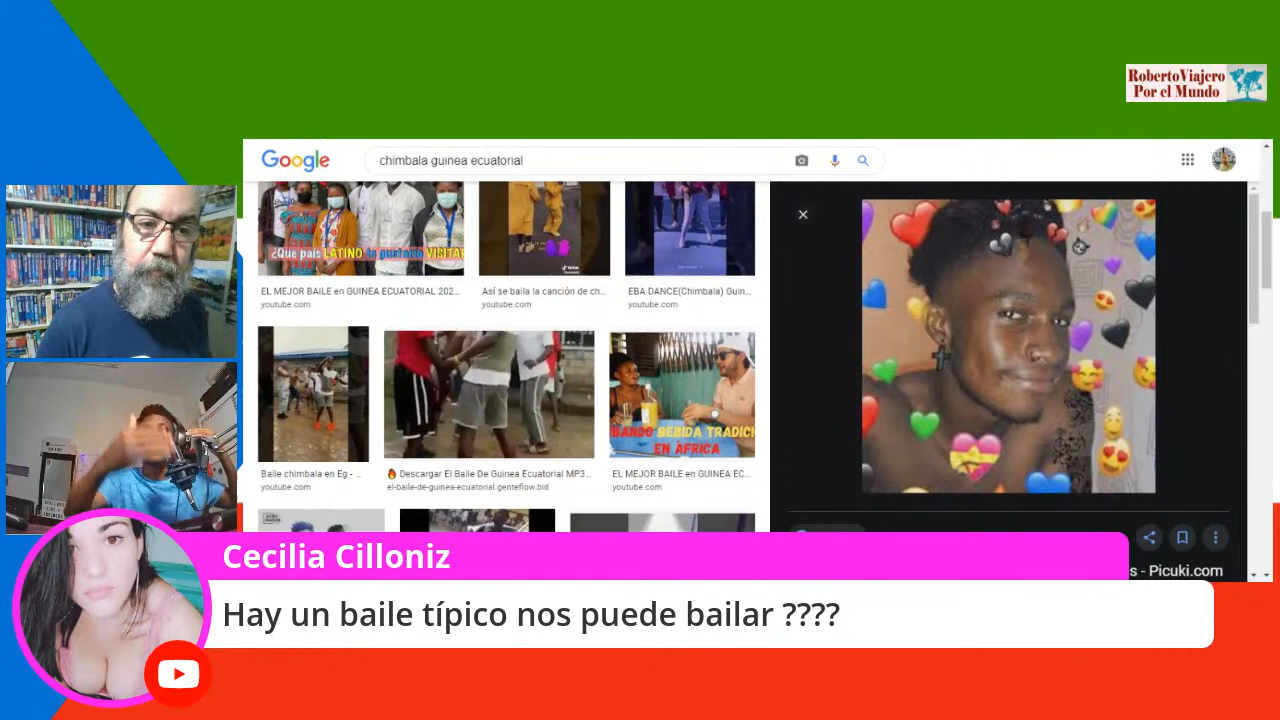 RobertoViajero
Por el Mundo
Google
chimbala guinea ecuatorial
¿Que país LATINO te gustaría VISITAR
TikTok
EL MEJOR BAILE en GUINEA ECUATORIAL 202...
youtube.com
Así se baila la canción de ch...
youtube.com
EBA DANCE(Chimbala) Guin...
youtube.com
BEBIDA TRADICI
EN ÁFRICA
Baile chimbala en Eg - ...
youtube.com
Descargar El Baile De Guinea Ecuatorial MP3...
el-baile-de-guinea-ecuatorial.genteflow.bid
EL MEJOR BAILE en GUINEA EC...
youtube.com
s - Picuki.com
Cecilia Cilloniz
Hay un baile típico nos puede bailar ????